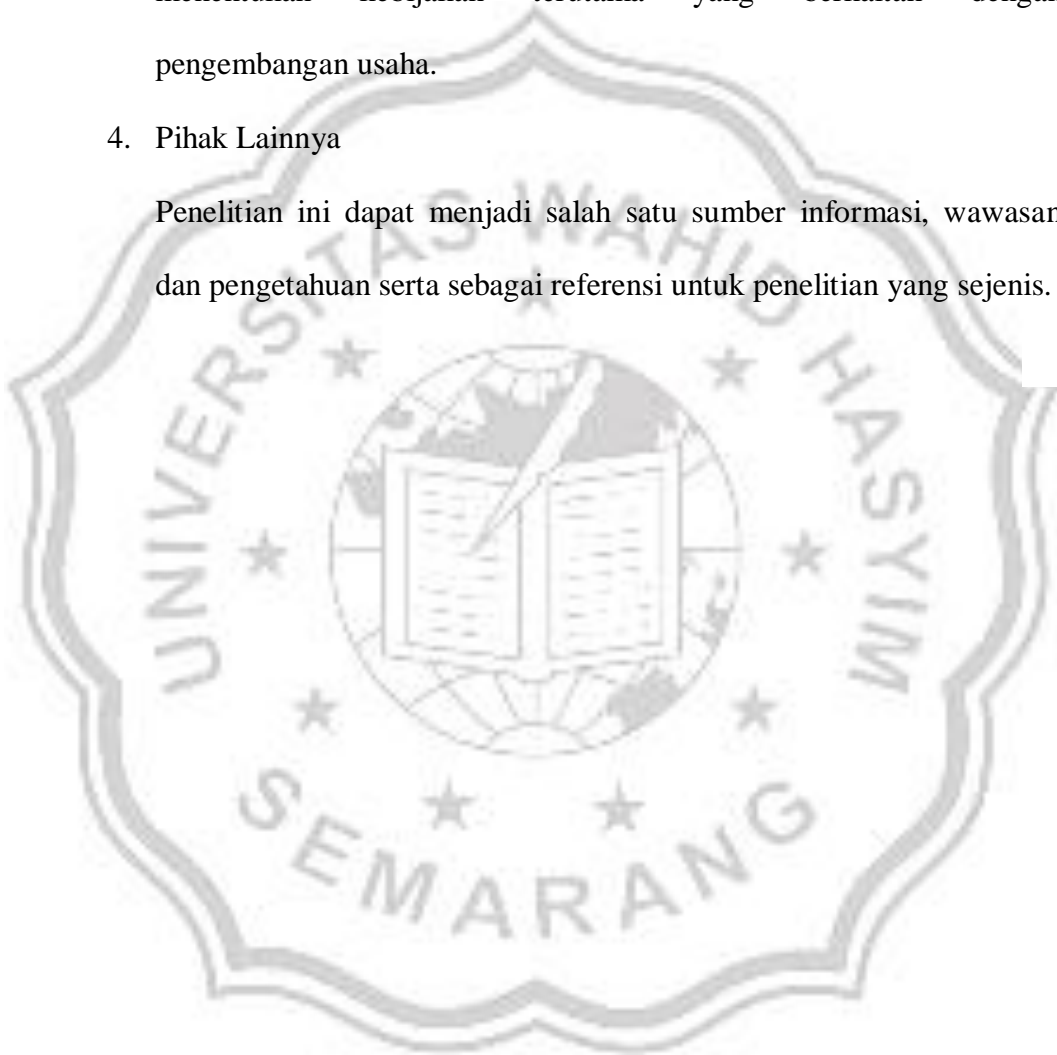 pengembangan usaha.
4. Pihak Lainnya
Penelitian ini dapat menjadi salah satu sumber informasi, wawasan
dan pengetahuan serta sebagai referensi untuk penelitian yang sejenis.
UNIVERSITAS WAHID HASYIM
SEMARANG